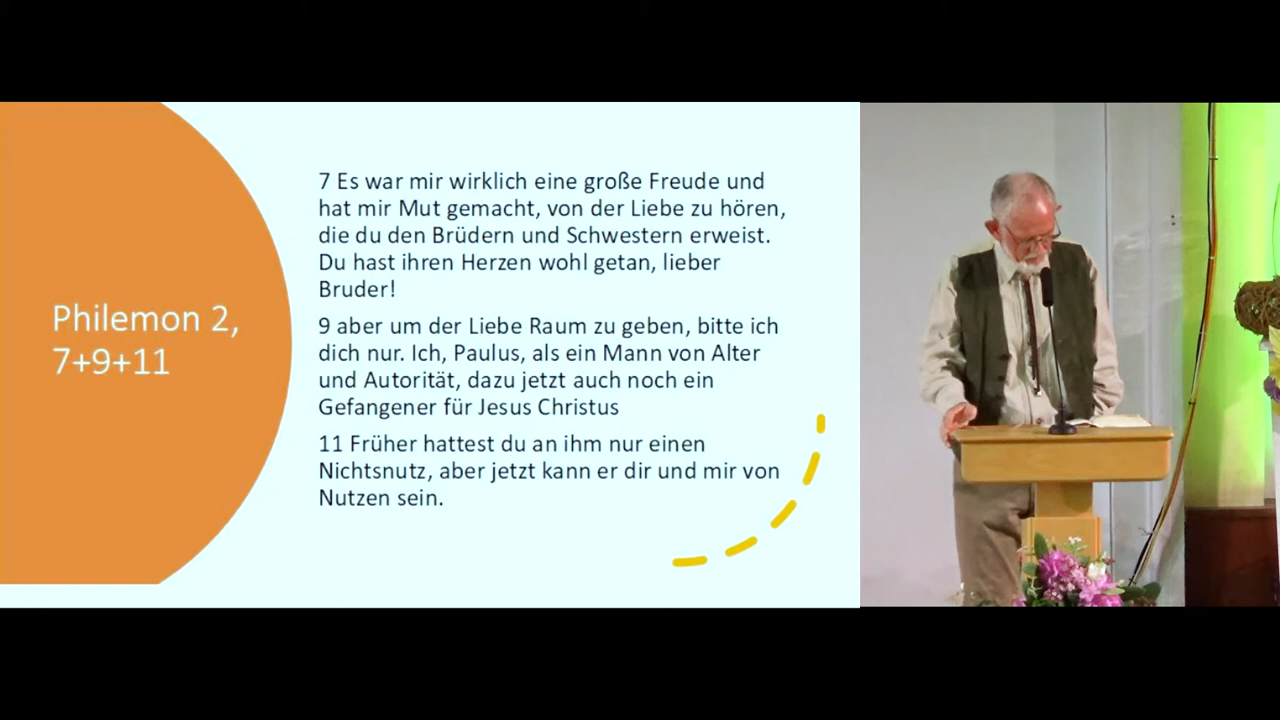 Philemon 2,
7+9+11
7 Es war mir wirklich eine große Freude und
hat mir Mut gemacht, von der Liebe zu hören,
die du den Brüdern und Schwestern erweist.
Du hast ihren Herzen wohl getan, lieber
Bruder!
9 aber um der Liebe Raum zu geben, bitte ich
dich nur. Ich, Paulus, als ein Mann von Alter
und Autorität, dazu jetzt auch noch ein
Gefangener für Jesus Christus
11 Früher hattest du an ihm nur einen
Nichtsnutz, aber jetzt kann er dir und mir von
Nutzen sein.